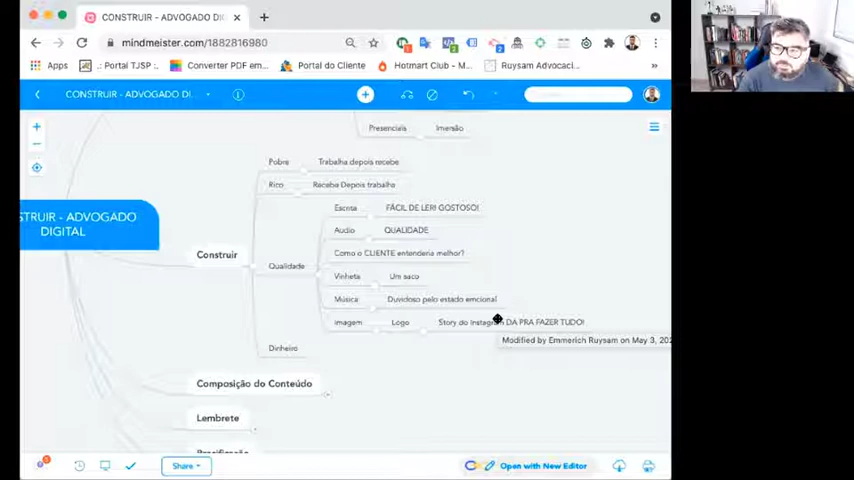 CONSTRUIR - ADVOGADO DI
mindmeister.com/1882816980
Apps
.: Portal TJSP .:
Converter PDF em...
Portal do Cliente
Hotmart Club – M...
Ruysam Advocaci...
CONSTRUIR - ADVOGADO DI...
Presenciais Imersão
Pobre Trabalha depois recebe
Rico Recebe Depois trabalha
STRUIR - ADVOGADO
DIGITAL
Construir
Qualidade
Escrita FÁCIL DE LER! GOSTOSO!
Audio QUALIDADE
Como o CLIENTE entenderia melhor?
Vinheta Um saco
Música Duvidoso pelo estado emcional
Imagem Logo Story do Instagram DA PRA FAZER TUDO!
Modified by Emmerich Ruysam on May 3, 202
Dinheiro
Composição do Conteúdo
Lembrete
Share
Open with New Editor